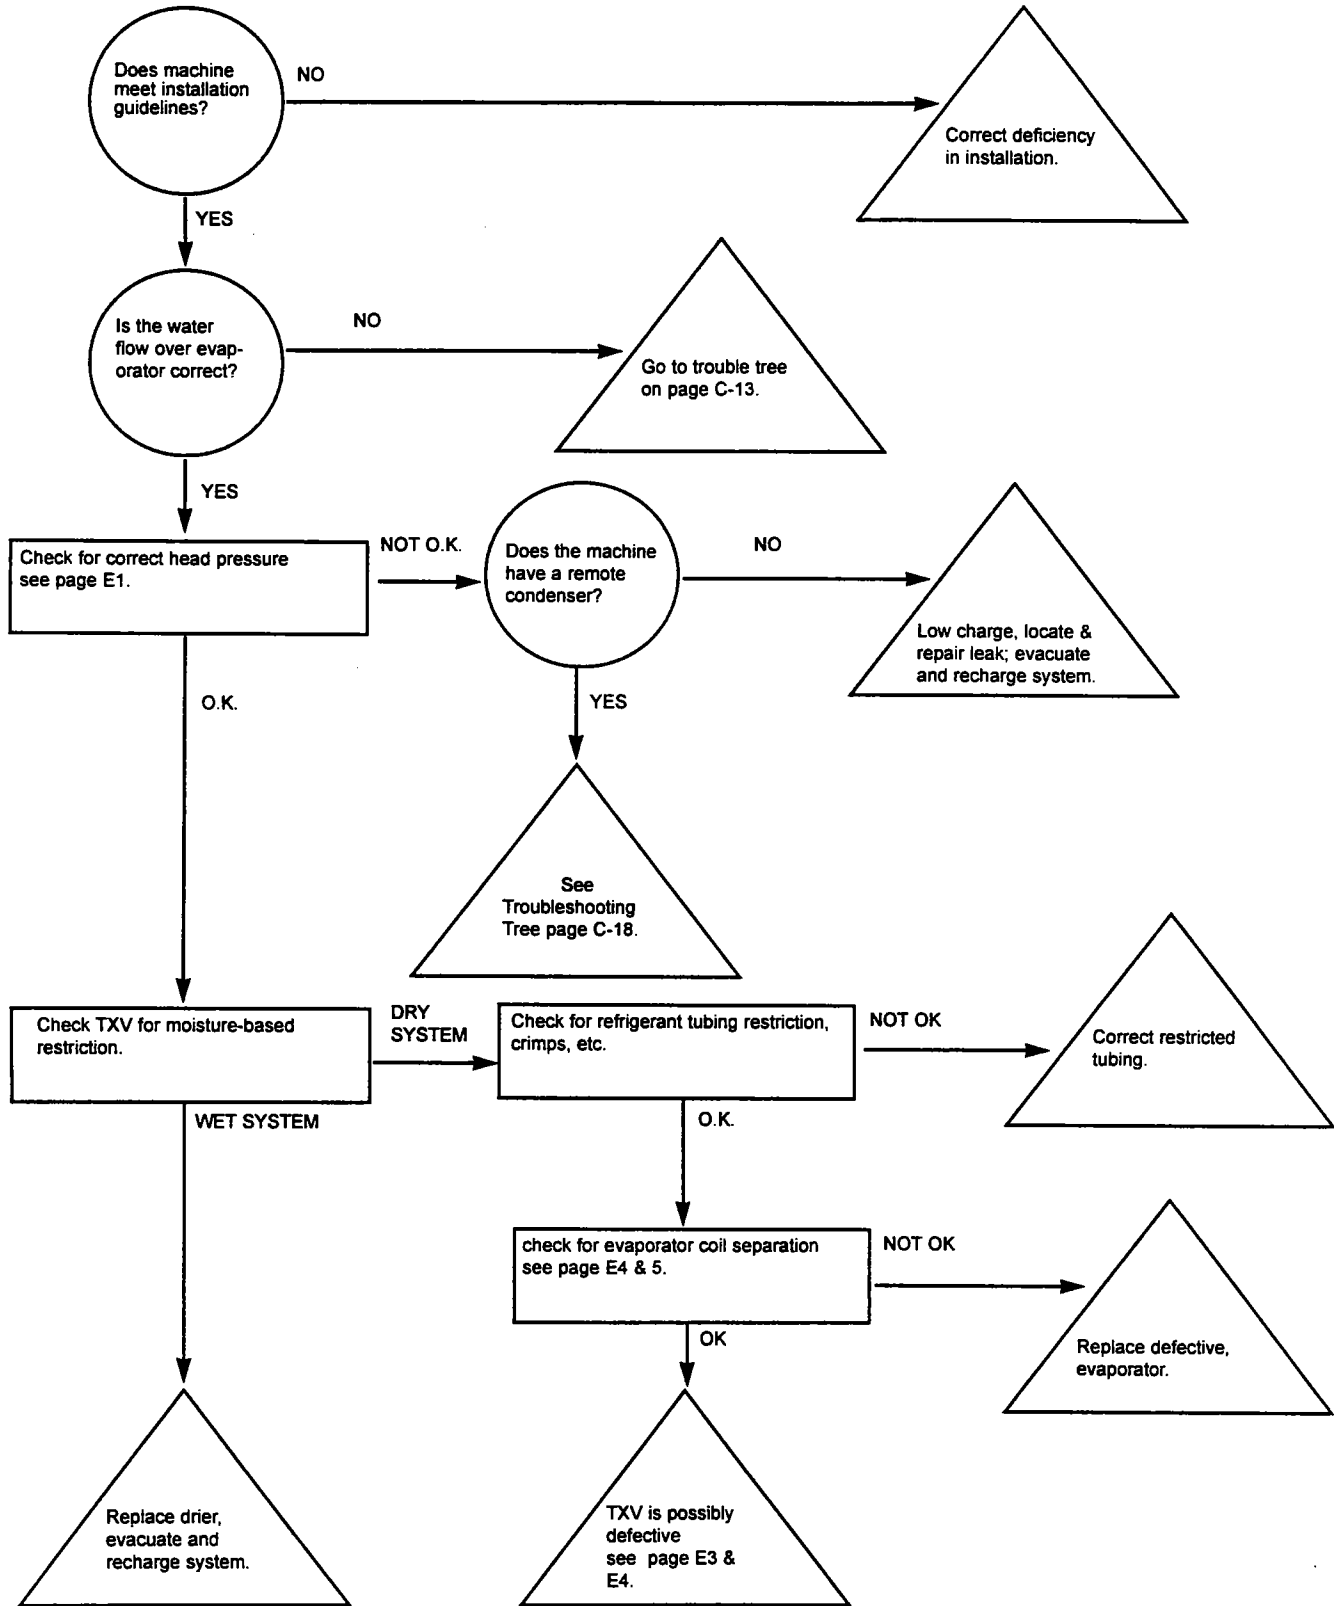 Does machine
meet installation
guidelines?
NO
Correct deficiency
in installation.
YES
Is the water
flow over evap-
orator correct?
NO
Go to trouble tree
on page C-13.
YES
Check for correct head pressure
see page E1.
NOT O.K.
Does the machine
have a remote
condenser?
NO
Low charge, locate &
repair leak; evacuate
and recharge system.
O.K.
YES
See
Troubleshooting
Tree page C-18.
Check TXV for moisture-based
restriction.
DRY
SYSTEM
Check for refrigerant tubing restriction,
crimps, etc.
NOT OK
Correct restricted
tubing.
WET SYSTEM
O.K.
check for evaporator coil separation
see page E4 & 5.
NOT OK
Replace defective,
evaporator.
OK
Replace drier,
evacuate and
recharge system.
TXV is possibly
defective
see page E3 &
E4.